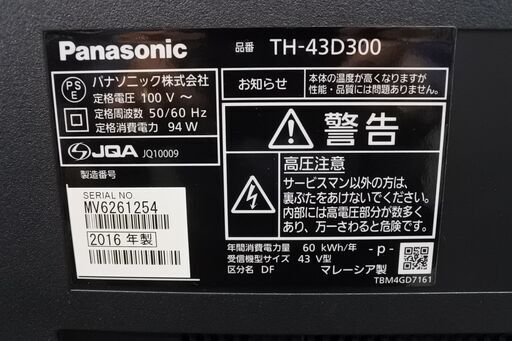 Panasonic
品番 TH-43D300
PS
E
パナソニック株式会社
定格電圧 100 V ～
定格周波数 50/60 Hz
定格消費電力 94 W
お知らせ
本体の温度が高くなりますが
性能・品質には問題ありません
JQA JQ10009
警告
高圧注意
サービスマン以外の方は、
裏ぶたをあけないでください。
内部には高電圧部分が数多く
あり、万一さわると危険です。
製造番号
SERIAL NO.
MV6261254
2016 年製
年間消費電力量 60 kWh/年
受信機型サイズ 43 V型
区分名 DF
-p-
マレーシア製
TBM4GD7161